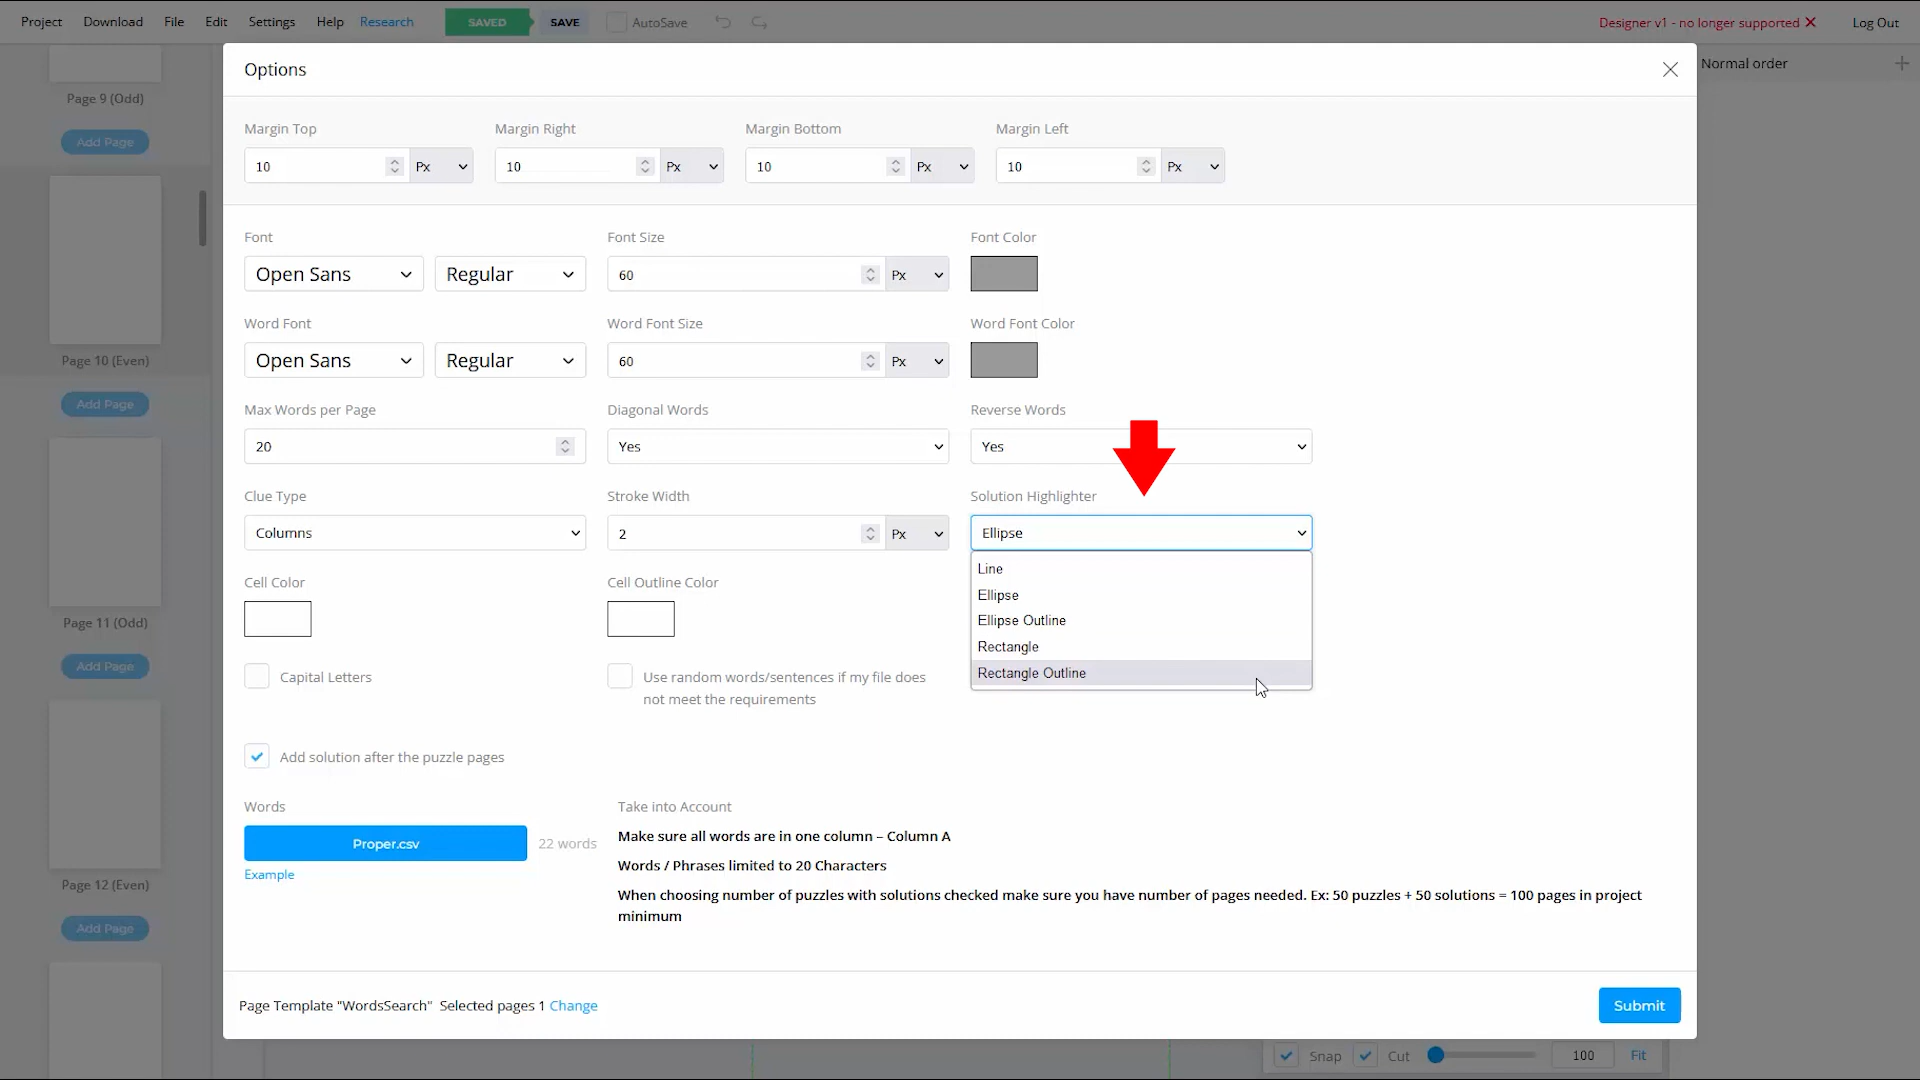 Project Download File Edit Settings Help Research SAVED SAVE AutoSave Designer v1 - no longer supported Log Out
Normal order
Page 9 (Odd)
Add Page
Page 10 (Even)
Add Page
Page 11 (Odd)
Add Page
Page 12 (Even)
Add Page
Options
Margin Top Margin Right Margin Bottom Margin Left
10 Px 10 Px 10 Px 10 Px
Font Font Size Font Color
Open Sans Regular 60 Px
Word Font Word Font Size Word Font Color
Open Sans Regular 60 Px
Max Words per Page Diagonal Words Reverse Words
20 Yes Yes
Clue Type Stroke Width Solution Highlighter
Columns 2 Px Ellipse
Line
Ellipse
Ellipse Outline
Rectangle
Rectangle Outline
Cell Color Cell Outline Color
Capital Letters Use random words/sentences if my file does
not meet the requirements
Add solution after the puzzle pages
Words Take into Account
Proper.csv 22 words
Example
Make sure all words are in one column – Column A
Words / Phrases limited to 20 Characters
When choosing number of puzzles with solutions checked make sure you have number of pages needed. Ex: 50 puzzles + 50 solutions = 100 pages in project
minimum
Page Template "WordsSearch" Selected pages 1 Change Submit
Snap Cut 100 Fit